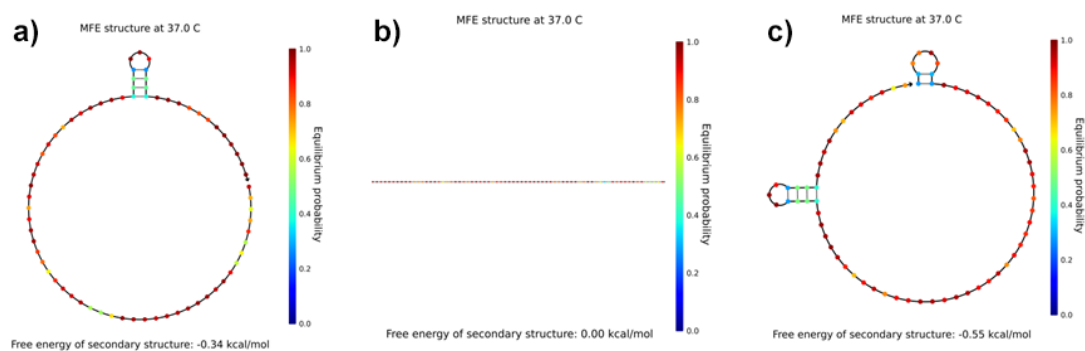 a)
MFE structure at 37.0 C
1.0
0.8
0.6
0.4
0.2
0.0
Equilibrium probability
Free energy of secondary structure: -0.34 kcal/mol
b)
MFE structure at 37.0 C
1.0
0.8
0.6
0.4
0.2
0.0
Equilibrium probability
Free energy of secondary structure: 0.00 kcal/mol
c)
MFE structure at 37.0 C
1.0
0.8
0.6
0.4
0.2
0.0
Equilibrium probability
Free energy of secondary structure: -0.55 kcal/mol